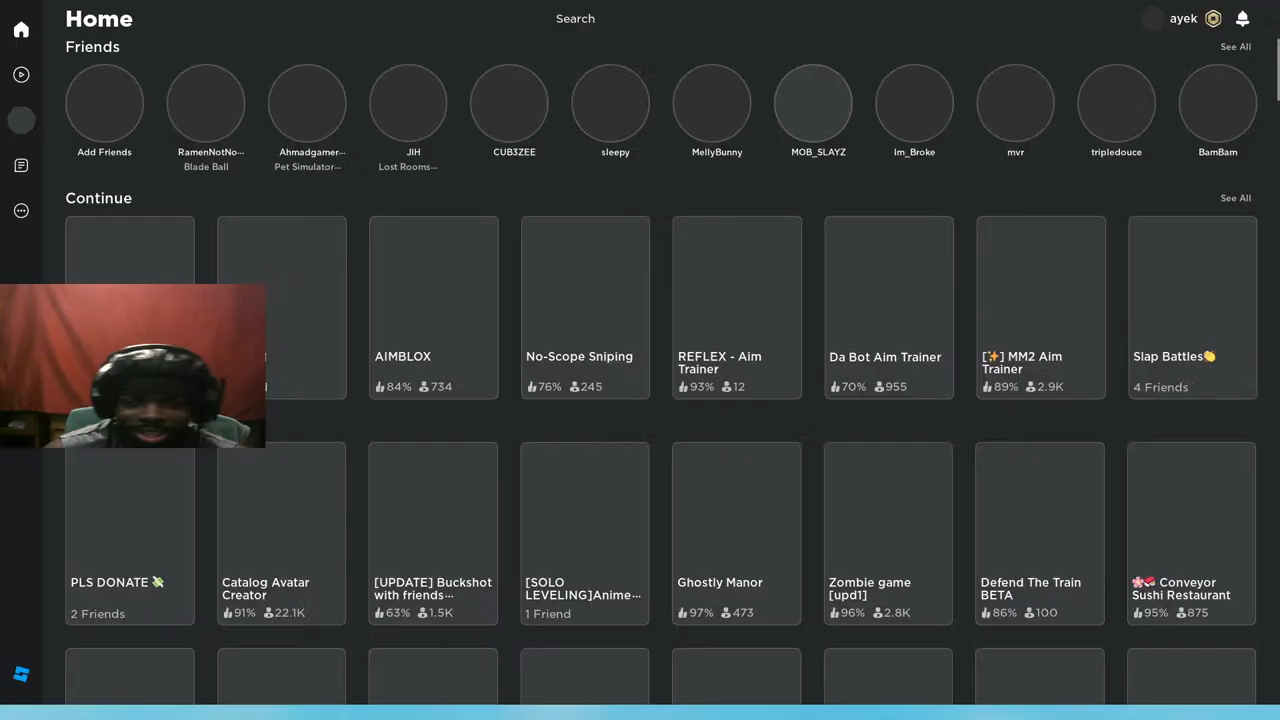 Home
Search
ayek
Friends
See All
Add Friends
RamenNotNo···
Ahmadgamer···
JIH
CUB3ZEE
sleepy
MellyBunny
MOB_SLAYZ
Im_Broke
mvr
tripledouce
BamBam
Blade Ball
Pet Simulator···
Lost Rooms···
Continue
See All
AIMBLOX
84% 734
No-Scope Sniping
76% 245
REFLEX - Aim
Trainer
93% 12
Da Bot Aim Trainer
70% 955
[✨] MM2 Aim
Trainer
89% 2.9K
Slap Battles👏
4 Friends
PLS DONATE 💸
2 Friends
Catalog Avatar
Creator
91% 22.1K
[UPDATE] Buckshot
with friends···
63% 1.5K
[SOLO
LEVELING]Anime···
1 Friend
Ghostly Manor
97% 473
Zombie game
[upd1]
96% 2.8K
Defend The Train
BETA
86% 100
🌸🍣 Conveyor
Sushi Restaurant
95% 875